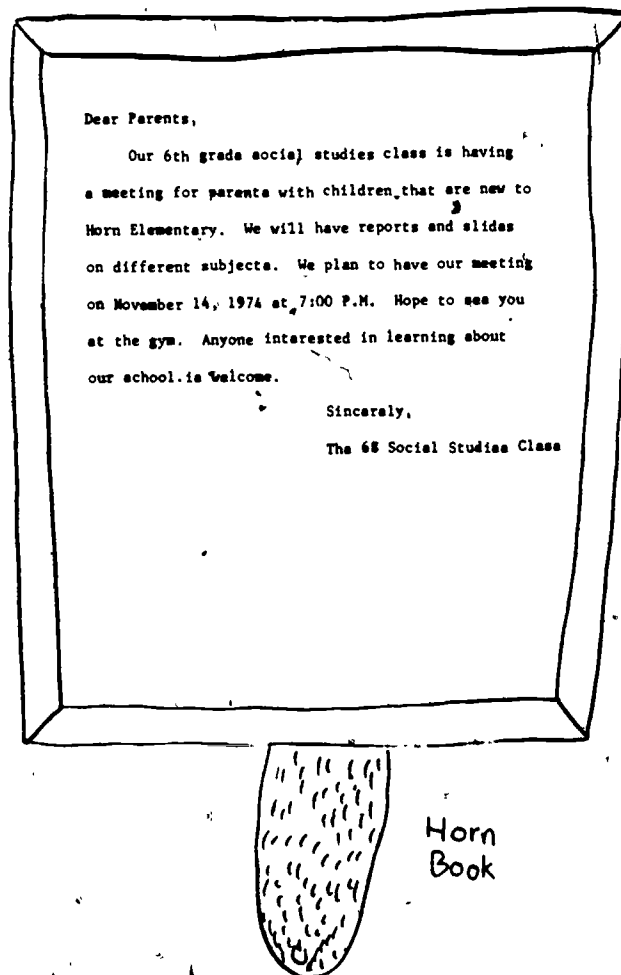 Dear Parents,
Our 6th grade social studies class is having
a meeting for parents with children that are new to
Horn Elementary. We will have reports and slides
on different subjects. We plan to have our meeting
on November 14, 1974 at 7:00 P.M. Hope to see you
at the gym. Anyone interested in learning about
our school is welcome.
Sincerely,
The 6S Social Studies Class
Horn
Book